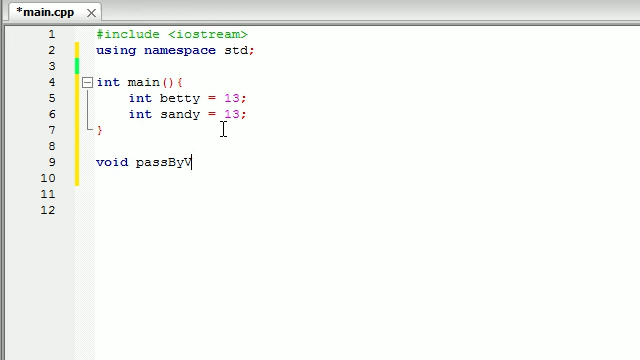 *main.cpp
1 #include <iostream>
2 using namespace std;
3
4 int main(){
5 int betty = 13;
6 int sandy = 13;
7 }
8
9 void passByV
10
11
12